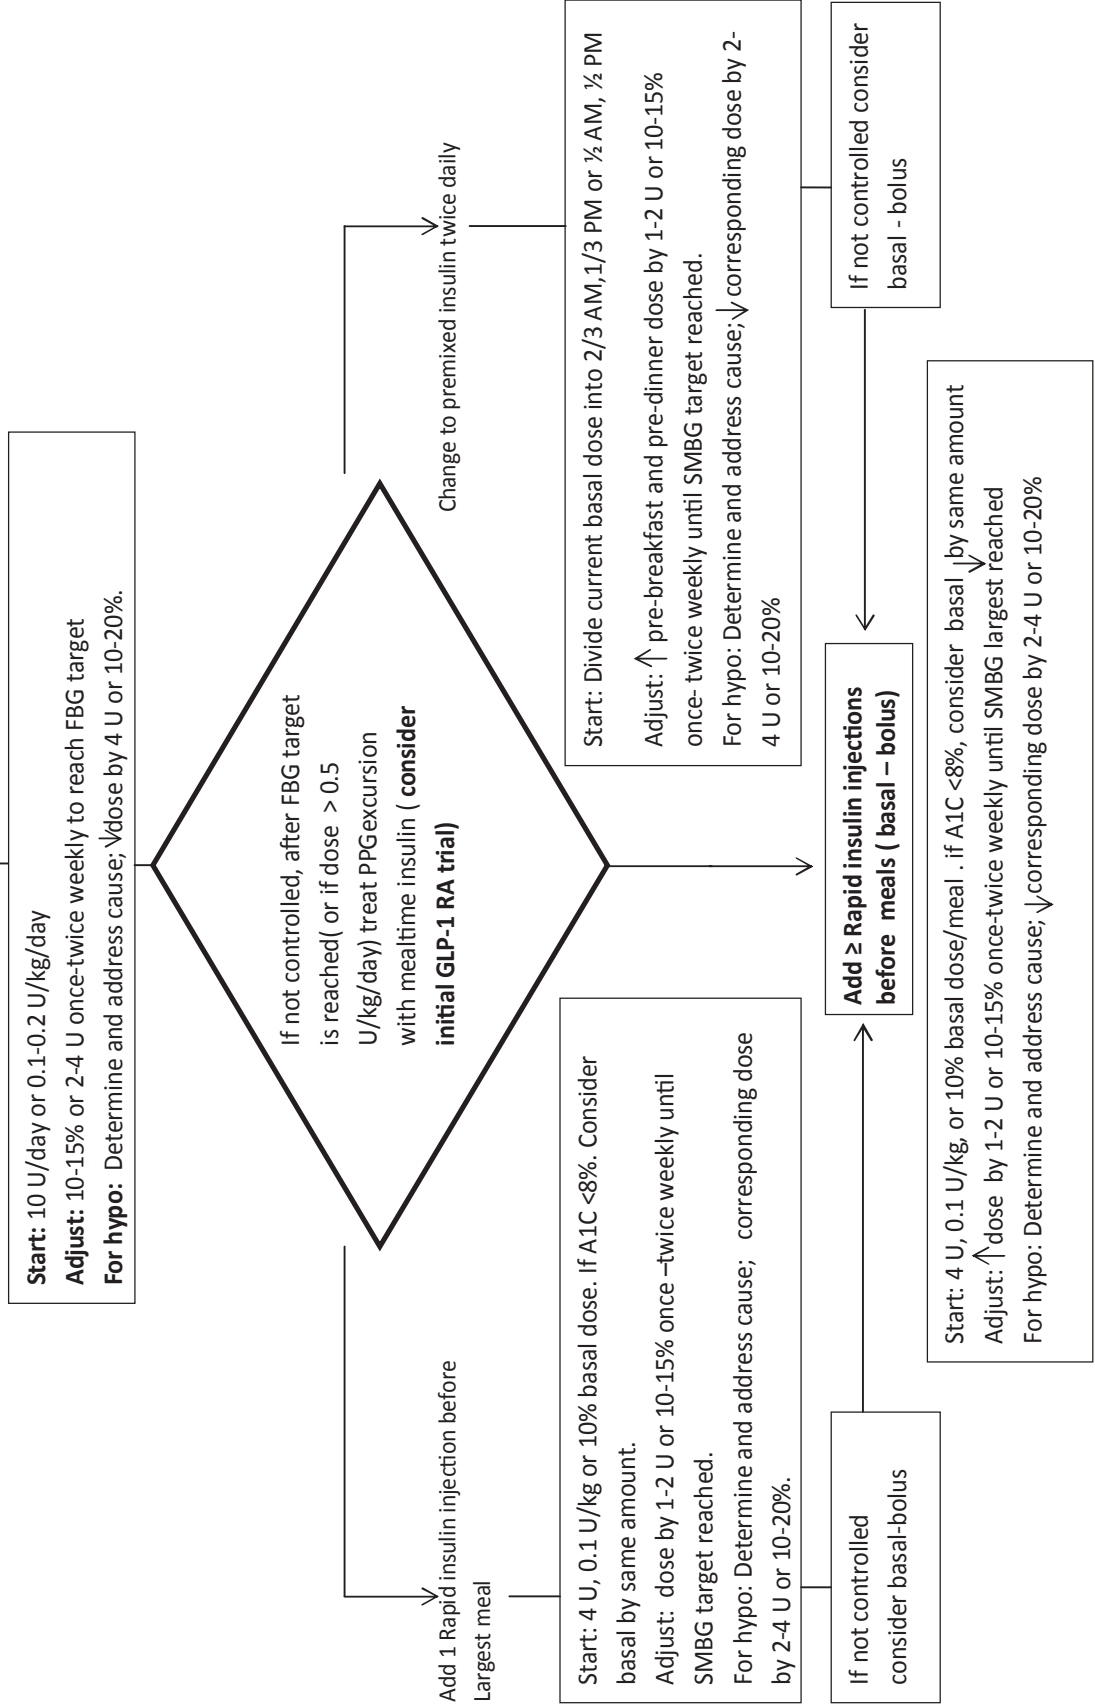 Start: 10 U/day or 0.1-0.2 U/kg/day
Adjust: 10-15% or 2-4 U once-twice weekly to reach FBG target
For hypo: Determine and address cause; ↓dose by 4 U or 10-20%.
If not controlled, after FBG target
is reached( or if dose > 0.5
U/kg/day) treat PPGexcursion
with mealtime insulin ( consider
initial GLP-1 RA trial)
Add 1 Rapid insulin injection before
Largest meal
Change to premixed insulin twice daily
Start: 4 U, 0.1 U/kg or 10% basal dose. If A1C <8%. Consider
basal by same amount.
Adjust: dose by 1-2 U or 10-15% once –twice weekly until
SMBG target reached.
For hypo: Determine and address cause; corresponding dose
by 2-4 U or 10-20%.
Start: Divide current basal dose into 2/3 AM,1/3 PM or ½ AM, ½ PM
Adjust: ↑ pre-breakfast and pre-dinner dose by 1-2 U or 10-15%
once- twice weekly until SMBG target reached.
For hypo: Determine and address cause;↓ corresponding dose by 2-
4 U or 10-20%
If not controlled
consider basal-bolus
Add ≥ Rapid insulin injections
before meals ( basal – bolus)
If not controlled consider
basal - bolus
Start: 4 U, 0.1 U/kg, or 10% basal dose/meal . if A1C <8%, consider basal ↓ by same amount
Adjust: ↑dose by 1-2 U or 10-15% once-twice weekly until SMBG largest reached
For hypo: Determine and address cause; ↓corresponding dose by 2-4 U or 10-20%